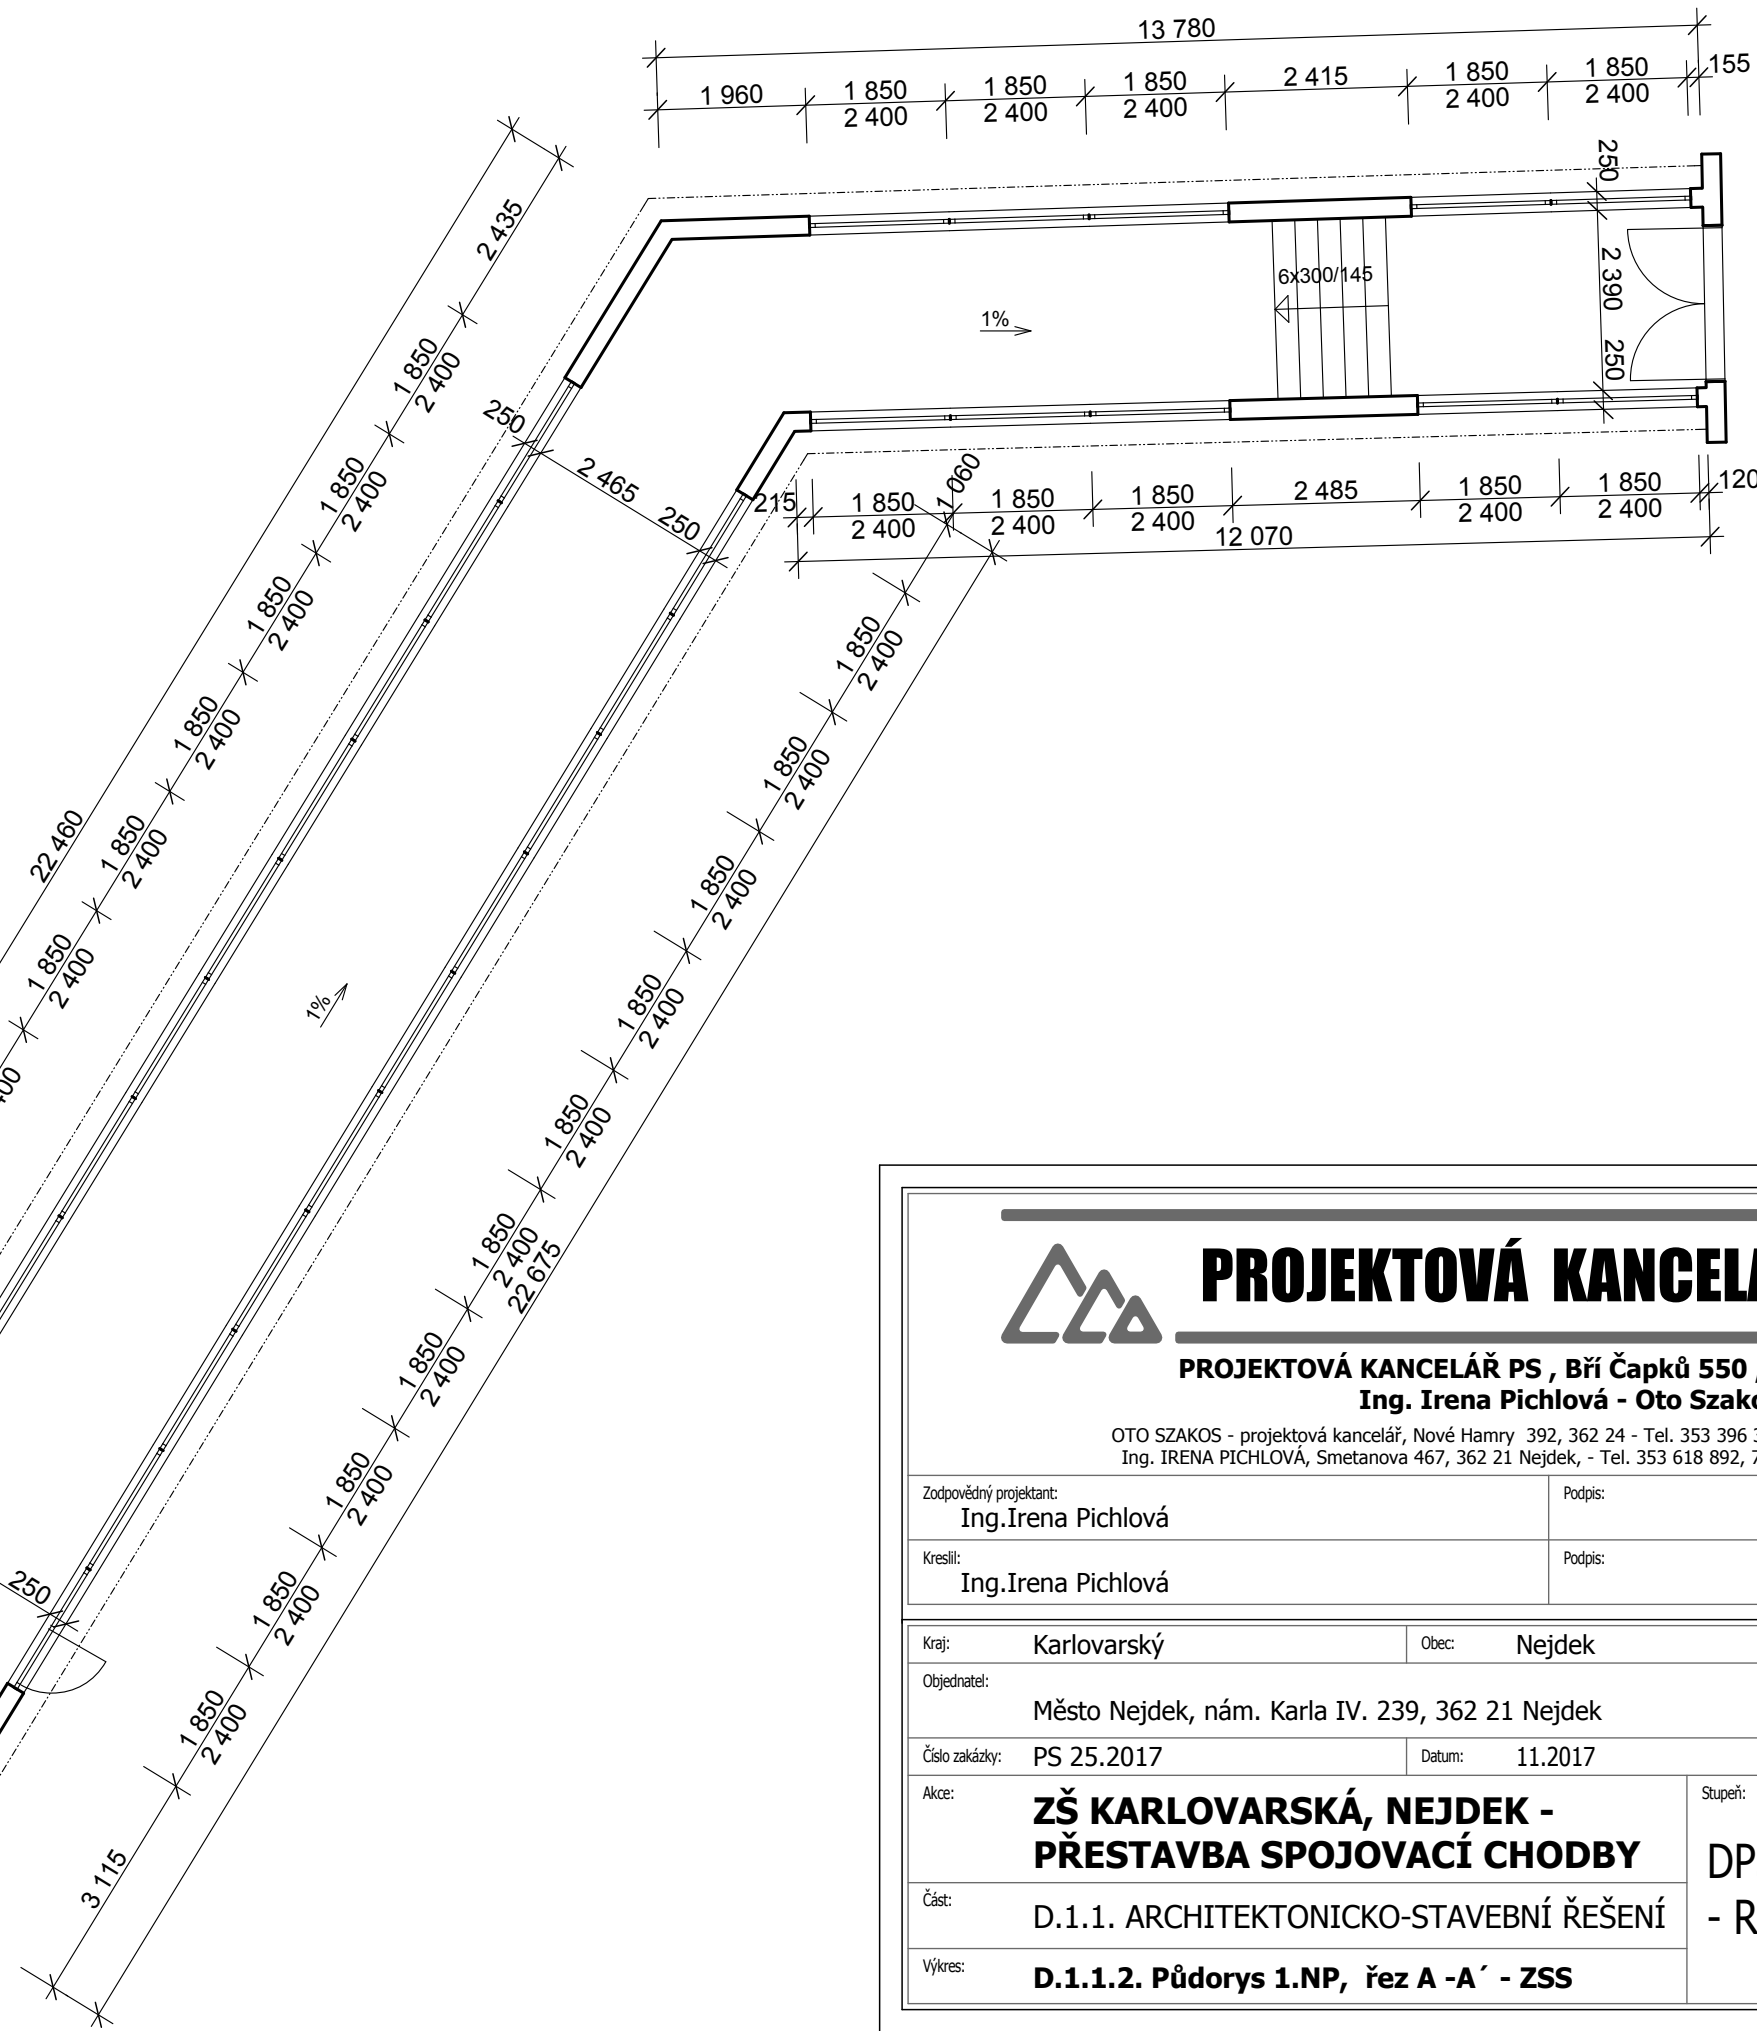 13 780
1 960
1 850
2 400
1 850
2 400
1 850
2 400
2 415
1 850
2 400
1 850
2 400
155
250
2 390
250
6x300/145
1%
2 435
1 850
2 400
1 850
2 400
1 850
2 400
1 850
2 400
1 850
2 400
1 850
2 400
22 460
250
2 465
250
215
1 850
2 400
1 060
1 850
2 400
1 850
2 400
2 485
1 850
2 400
1 850
2 400
120
12 070
1 850
2 400
1 850
2 400
1 850
2 400
1 850
2 400
1 850
2 400
1 850
2 400
22 675
1 850
2 400
1 850
2 400
1 850
2 400
1 850
2 400
3 115
1%
250
PROJEKTOVÁ KANCEL
PROJEKTOVÁ KANCELÁŘ PS , Bří Čapků 550 ,
Ing. Irena Pichlová - Oto Szak
OTO SZAKOS - projektová kancelář, Nové Hamry 392, 362 24 - Tel. 353 396 3
Ing. IRENA PICHLOVÁ, Smetanova 467, 362 21 Nejdek, - Tel. 353 618 892, 7
Zodpovědný projektant:
Ing.Irena Pichlová
Podpis:
Kreslil:
Ing.Irena Pichlová
Podpis:
Kraj: Karlovarský Obec: Nejdek
Objednatel:
Město Nejdek, nám. Karla IV. 239, 362 21 Nejdek
Číslo zakázky: PS 25.2017 Datum: 11.2017
Akce:
ZŠ KARLOVARSKÁ, NEJDEK -
PŘESTAVBA SPOJOVACÍ CHODBY
Stupeň:
DP
- R
Část:
D.1.1. ARCHITEKTONICKO-STAVEBNÍ ŘEŠENÍ
Výkres:
D.1.1.2. Půdorys 1.NP, řez A -A´ - ZSS